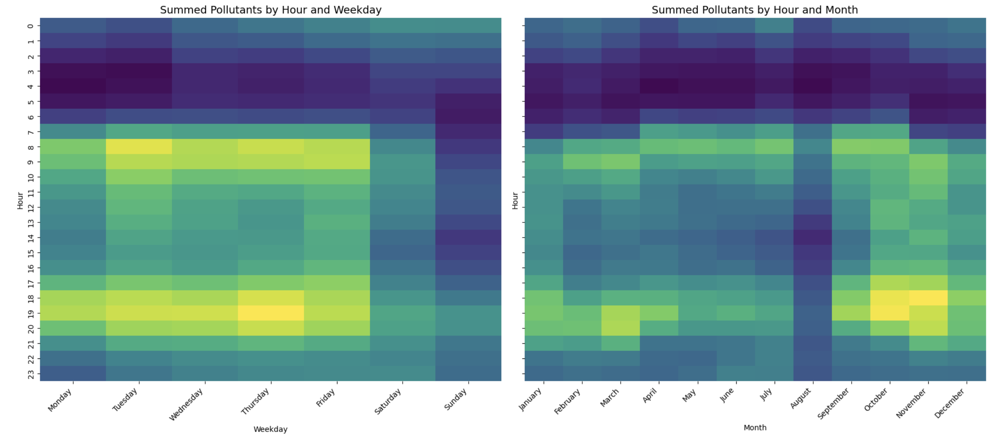 Summed Pollutants by Hour and Weekday
Hour
0
1
2
3
4
5
6
7
8
9
10
11
12
13
14
15
16
17
18
19
20
21
22
23
Monday
Tuesday
Wednesday
Thursday
Friday
Saturday
Sunday
Weekday
Summed Pollutants by Hour and Month
Hour
January
February
March
April
May
June
July
August
September
October
November
December
Month